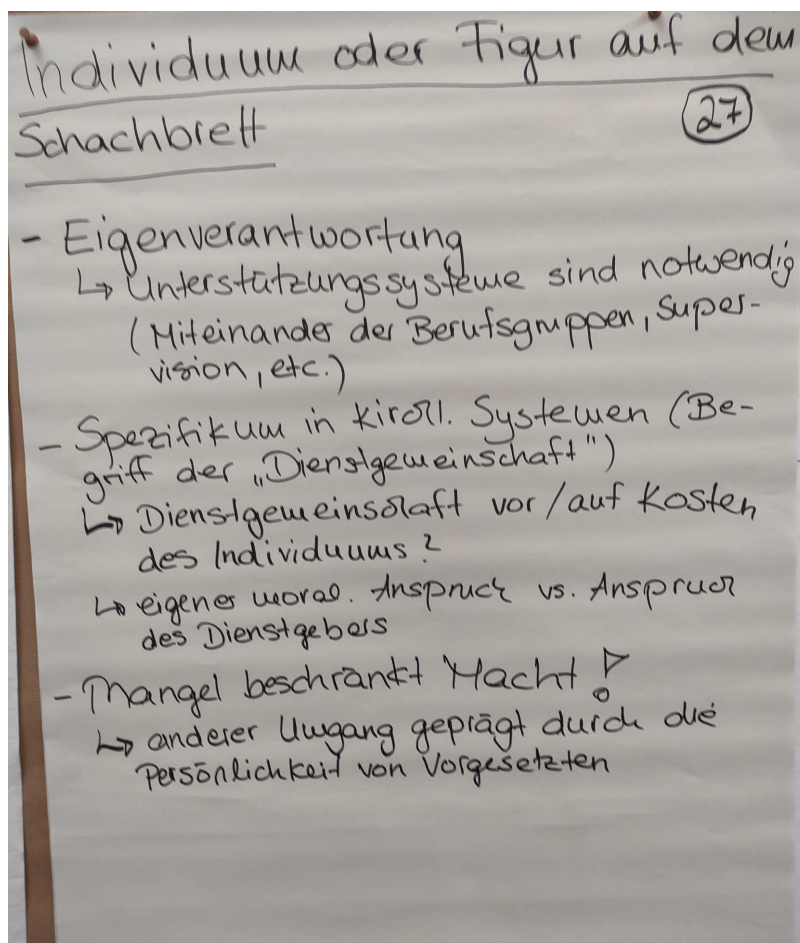 Individuum oder Figur auf dem
Schachbrett
27
- Eigenverantwortung
↳ Unterstützungssysteme sind notwendig
(Miteinander der Berufsgruppen, Super-
vision, etc.)
- Spezifikum in kirchl. Systemen (Be-
griff der „Dienstgemeinschaft")
↳ Dienstgemeinschaft vor/auf Kosten
des Individuums?
↳ eigener moral. Anspruch vs. Anspruch
des Dienstgebers
- Mangel beschränkt Macht!
↳ anderer Umgang geprägt durch die
Persönlichkeit von Vorgesetzten